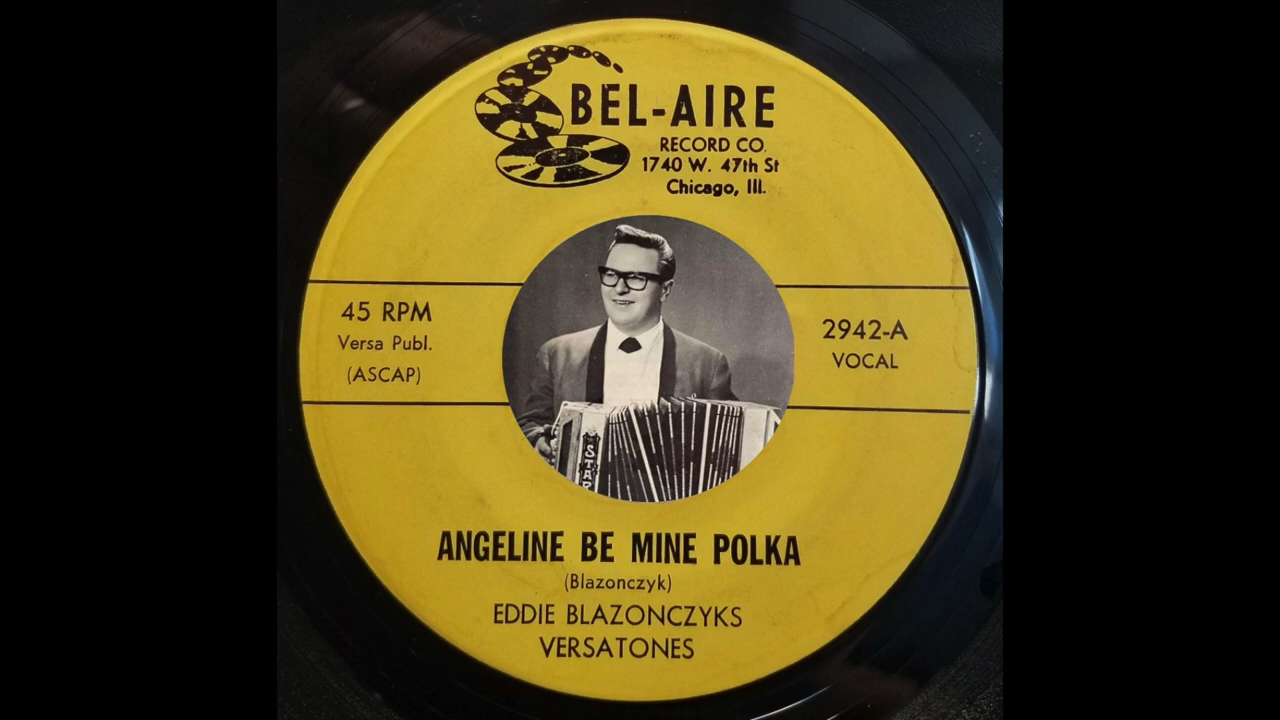 BEL-AIRE
RECORD CO.
1740 W. 47th St
Chicago, Ill.
45 RPM
Versa Publ.
(ASCAP)
2942-A
VOCAL
STAR
ANGELINE BE MINE POLKA
(Blazonczyk)
EDDIE BLAZONCZYKS
VERSATONES